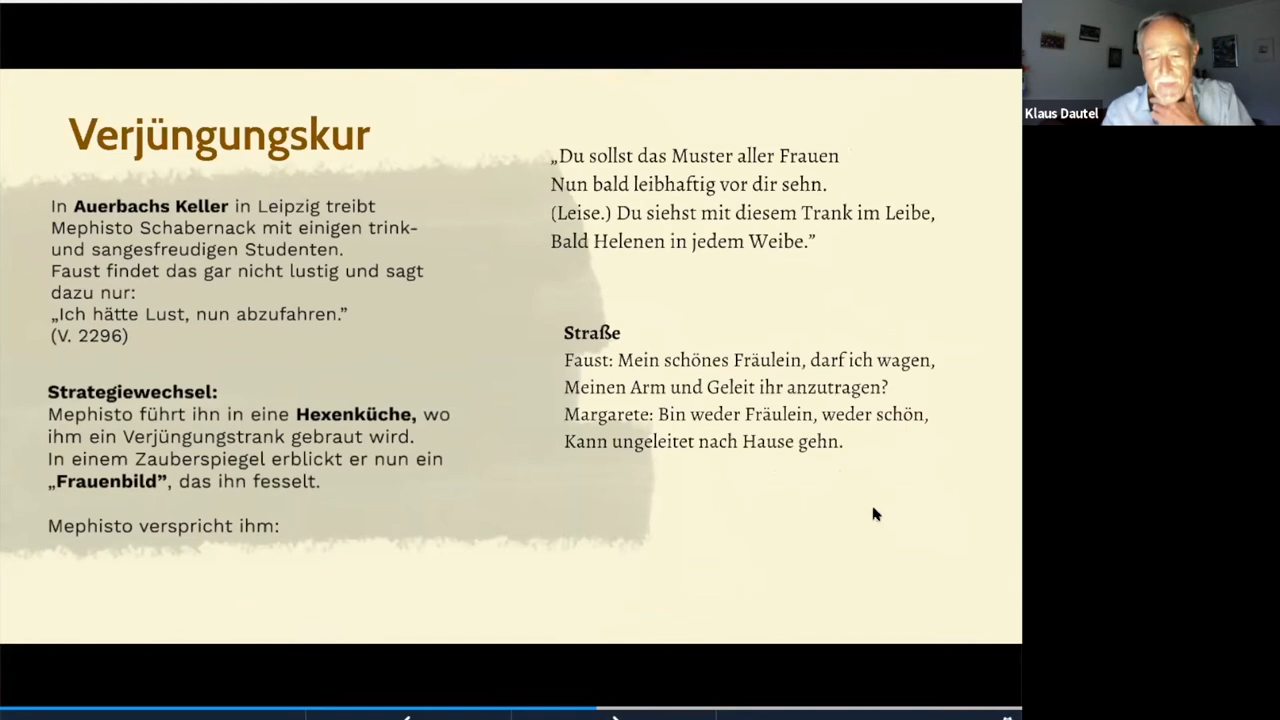 Verjüngungskur
In Auerbachs Keller in Leipzig treibt
Mephisto Schabernack mit einigen trink-
und sangesfreudigen Studenten.
Faust findet das gar nicht lustig und sagt
dazu nur:
„Ich hätte Lust, nun abzufahren.”
(V. 2296)
Strategiewechsel:
Mephisto führt ihn in eine Hexenküche, wo
ihm ein Verjüngungstrank gebraut wird.
In einem Zauberspiegel erblickt er nun ein
„Frauenbild”, das ihn fesselt.
Mephisto verspricht ihm:
„Du sollst das Muster aller Frauen
Nun bald leibhaftig vor dir sehn.
(Leise.) Du siehst mit diesem Trank im Leibe,
Bald Helenen in jedem Weibe.”
Straße
Faust: Mein schönes Fräulein, darf ich wagen,
Meinen Arm und Geleit ihr anzutragen?
Margarete: Bin weder Fräulein, weder schön,
Kann ungeleitet nach Hause gehn.
Klaus Dautel